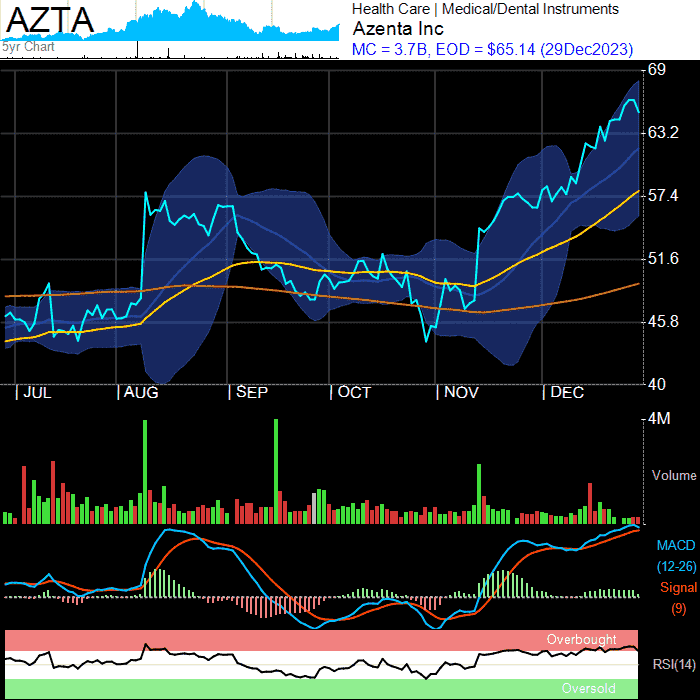 AZTA
5yr Chart
Health Care | Medical/Dental Instruments
Azenta Inc
MC = 3.7B, EOD = $65.14 (29Dec2023)
69
63.2
57.4
51.6
45.8
40
JUL
AUG
SEP
OCT
NOV
DEC
4M
Volume
MACD
(12-26)
Signal
(9)
Overbought
RSI(14)
Oversold